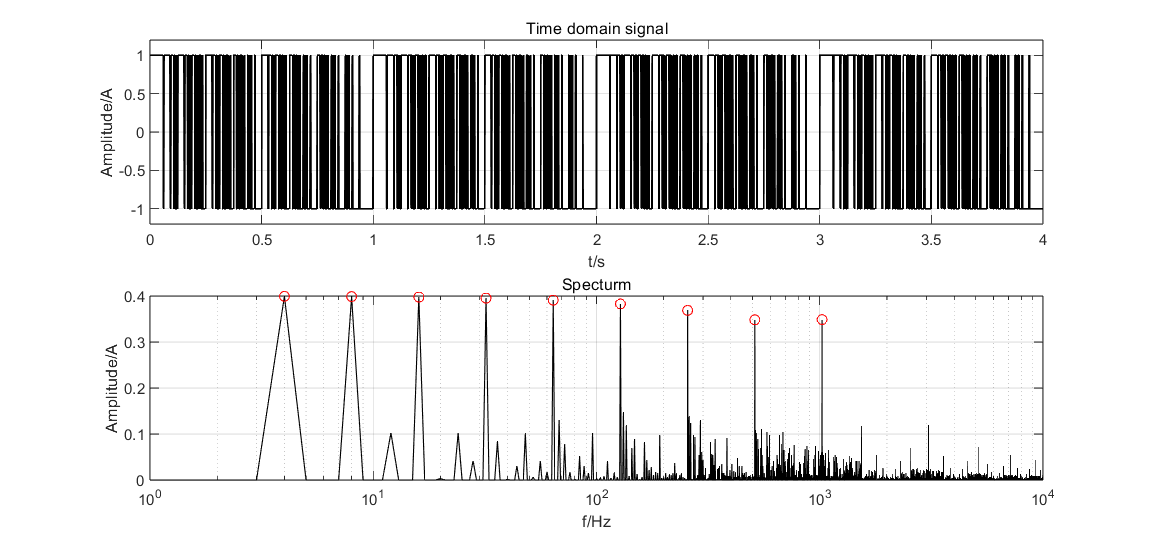 Time domain signal
Amplitude/A
1
0.5
0
-0.5
-1
0 0.5 1 1.5 2 2.5 3 3.5 4
t/s
Specturm
Amplitude/A
0.4
0.3
0.2
0.1
0
10^0 10^1 10^2 10^3 10^4
f/Hz